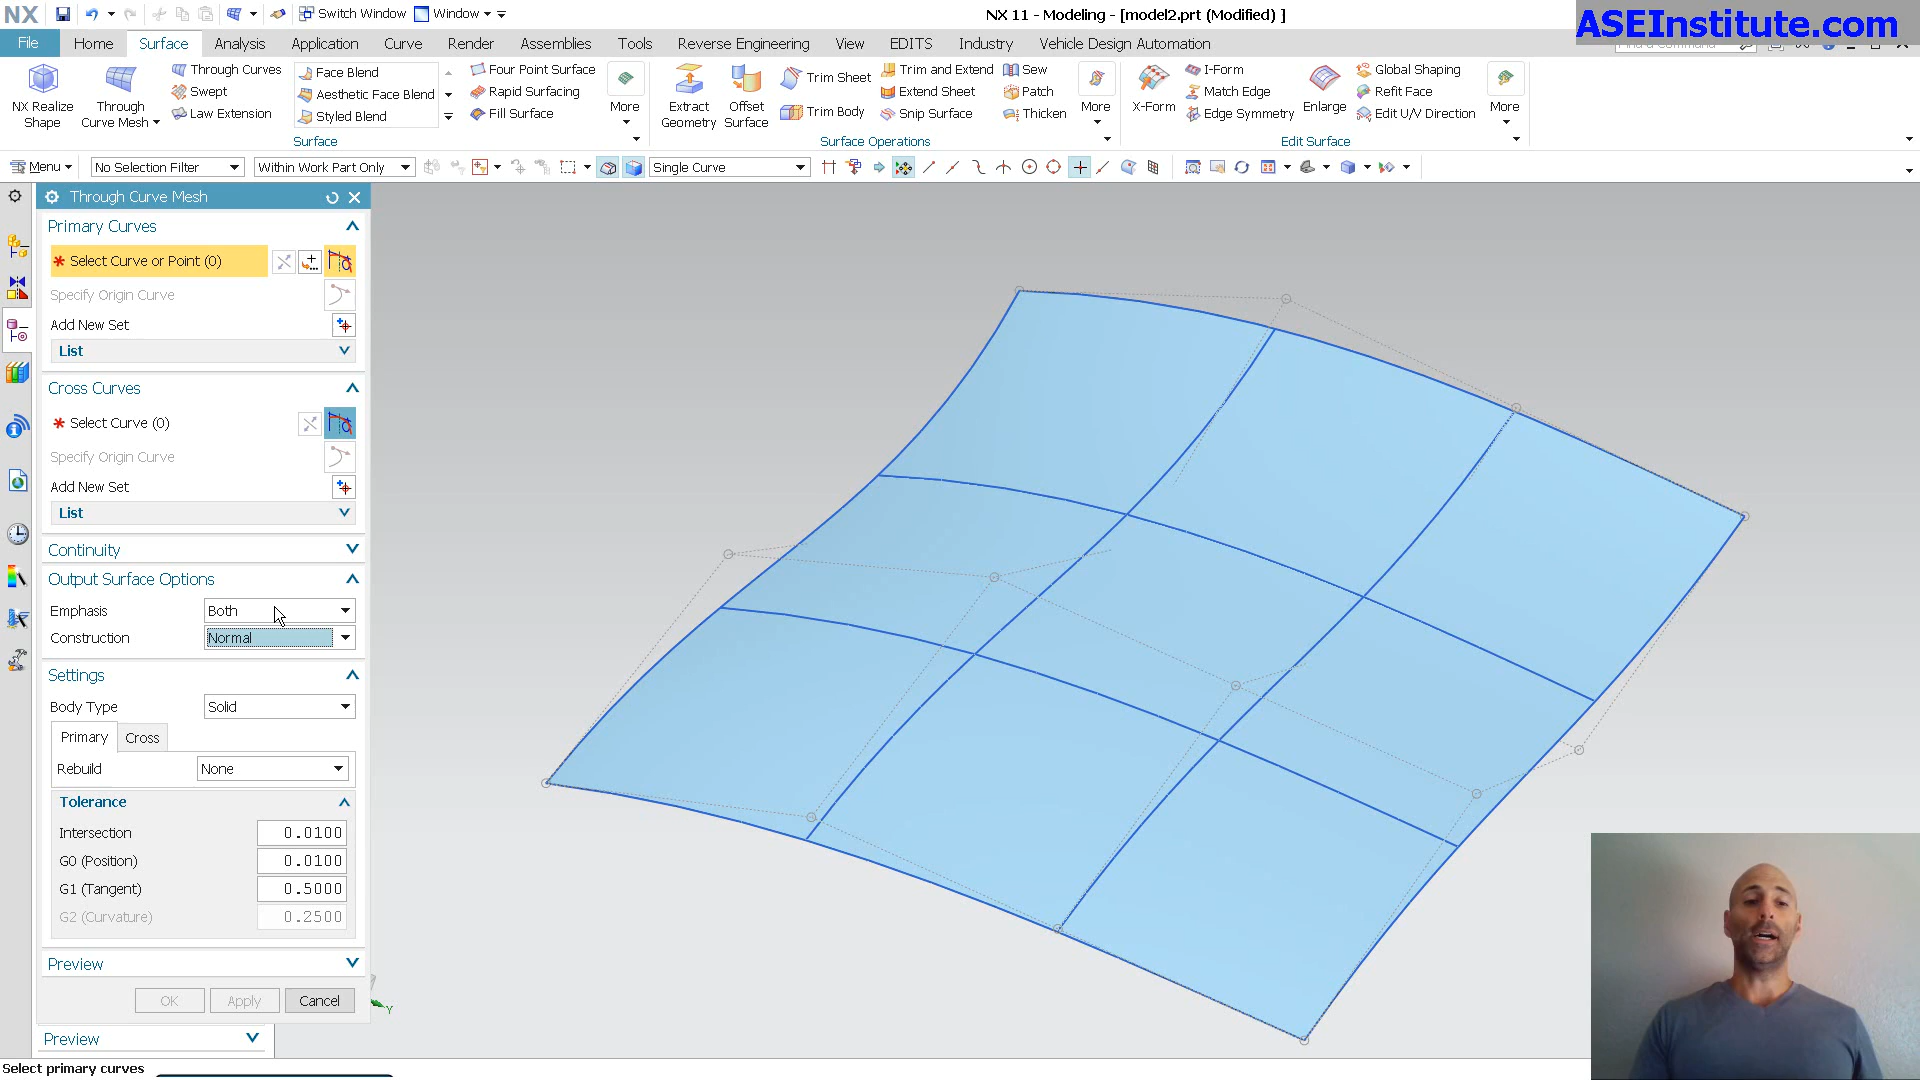 NX
Switch Window
Window
NX 11 - Modeling - [model2.prt (Modified) ]
ASEInstitute.com
File
Home
Surface
Analysis
Application
Curve
Render
Assemblies
Tools
Reverse Engineering
View
EDITS
Industry
Vehicle Design Automation
Find a Command
NX Realize Shape
Through Curve Mesh
Through Curves
Swept
Law Extension
Face Blend
Aesthetic Face Blend
Styled Blend
Four Point Surface
Rapid Surfacing
Fill Surface
More
Surface
Extract Geometry
Offset Surface
Trim Sheet
Trim Body
Trim and Extend
Extend Sheet
Snip Surface
Sew
Patch
Thicken
More
Surface Operations
X-Form
I-Form
Match Edge
Edge Symmetry
Enlarge
Global Shaping
Refit Face
Edit U/V Direction
More
Edit Surface
Menu
No Selection Filter
Within Work Part Only
Single Curve
Through Curve Mesh
Primary Curves
* Select Curve or Point (0)
Specify Origin Curve
Add New Set
List
Cross Curves
* Select Curve (0)
Specify Origin Curve
Add New Set
List
Continuity
Output Surface Options
Emphasis
Both
Construction
Normal
Settings
Body Type
Solid
Primary
Cross
Rebuild
None
Tolerance
Intersection
0.0100
G0 (Position)
0.0100
G1 (Tangent)
0.5000
G2 (Curvature)
0.2500
Preview
OK
Apply
Cancel
Y
Preview
Select primary curves